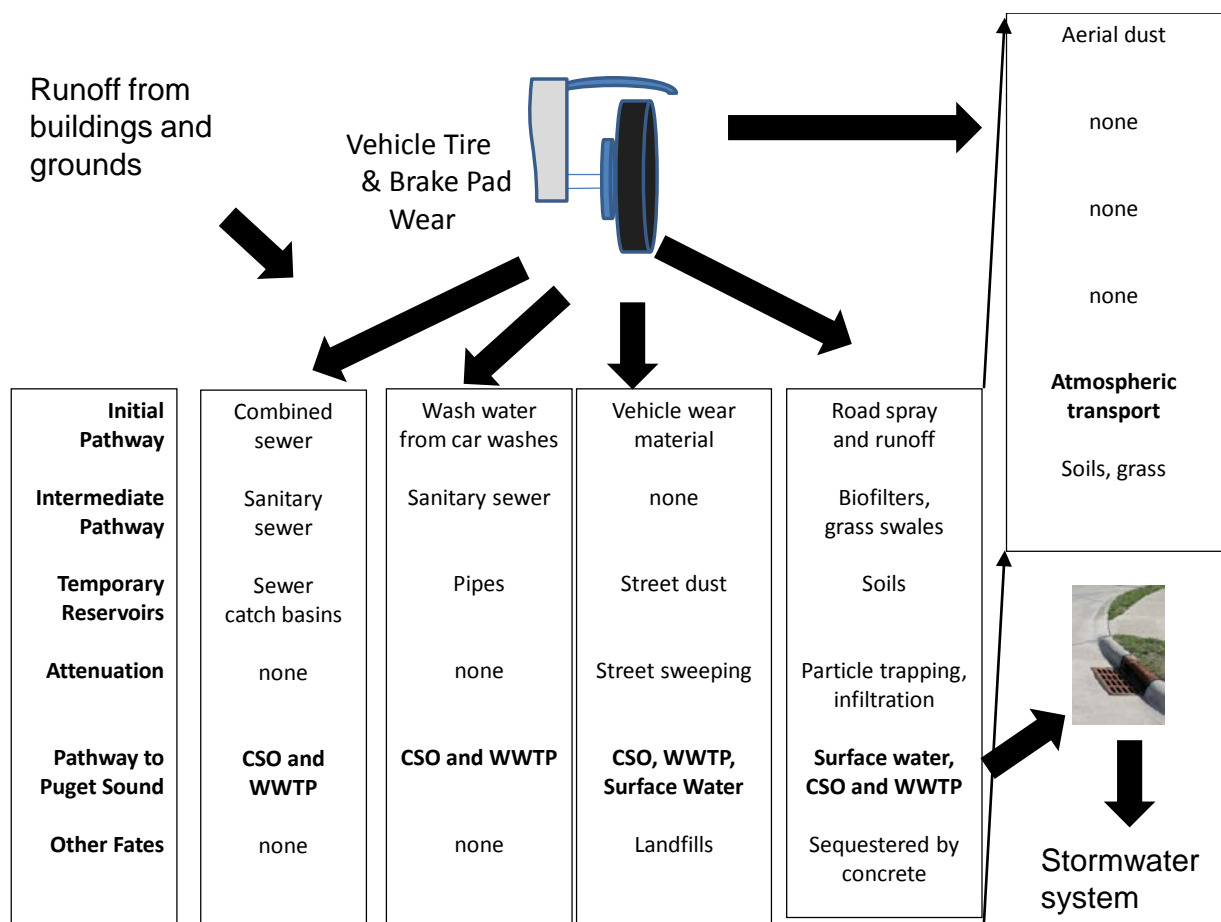 Runoff from
buildings and
grounds
Vehicle Tire
& Brake Pad
Wear
Aerial dust
none
none
none
Atmospheric
transport
Soils, grass
Initial
Pathway
Intermediate
Pathway
Temporary
Reservoirs
Attenuation
Pathway to
Puget Sound
Other Fates
Combined
sewer
Sanitary
sewer
Sewer
catch basins
none
CSO and
WWTP
none
Wash water
from car washes
Sanitary sewer
Pipes
none
CSO and WWTP
none
Vehicle wear
material
none
Street dust
Street sweeping
CSO, WWTP,
Surface Water
Landfills
Road spray
and runoff
Biofilters,
grass swales
Soils
Particle trapping,
infiltration
Surface water,
CSO and WWTP
Sequestered by
concrete
Stormwater
system